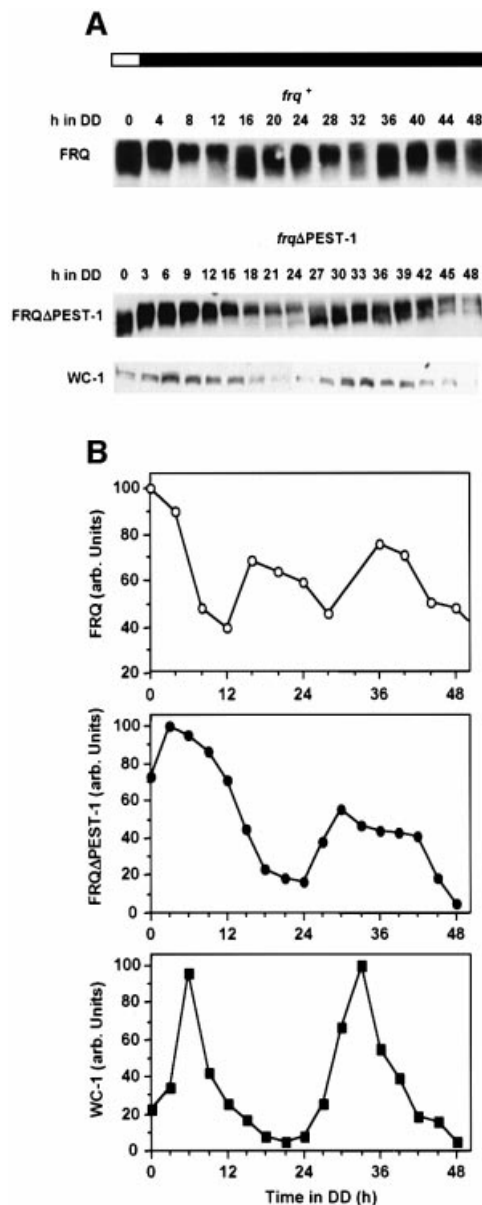 A
frq +
h in DD 0 4 8 12 16 20 24 28 32 36 40 44 48
FRQ
frqΔPEST-1
h in DD 0 3 6 9 12 15 18 21 24 27 30 33 36 39 42 45 48
FRQΔPEST-1
WC-1
B
FRQ (arb. Units)
100
80
60
40
20
0 12 24 36 48
FRQΔPEST-1 (arb. Units)
100
80
60
40
20
0
0 12 24 36 48
WC-1 (arb. Units)
100
80
60
40
20
0
0 12 24 36 48
Time in DD (h)